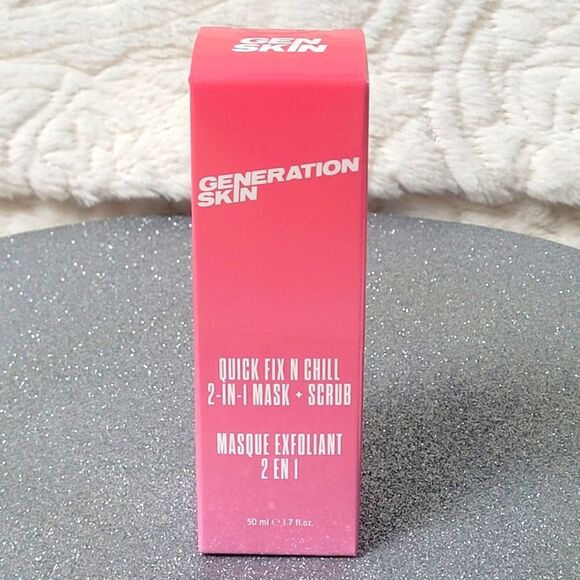 GEN
SKIN
GENERATION
SKIN
QUICK FIX N CHILL
2-IN-1 MASK + SCRUB
MASQUE EXFOLIANT
2 EN 1
50 ml ℮ 1.7 fl.oz.